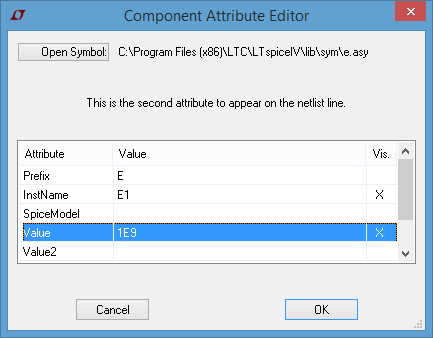 Component Attribute Editor
Open Symbol: C:\Program Files (x86)\LTC\LTspiceIV\lib\sym\e.asy
This is the second attribute to appear on the netlist line.
Attribute Value Vis.
Prefix E
InstName E1 X
SpiceModel
Value 1E9 X
Value2
Cancel OK